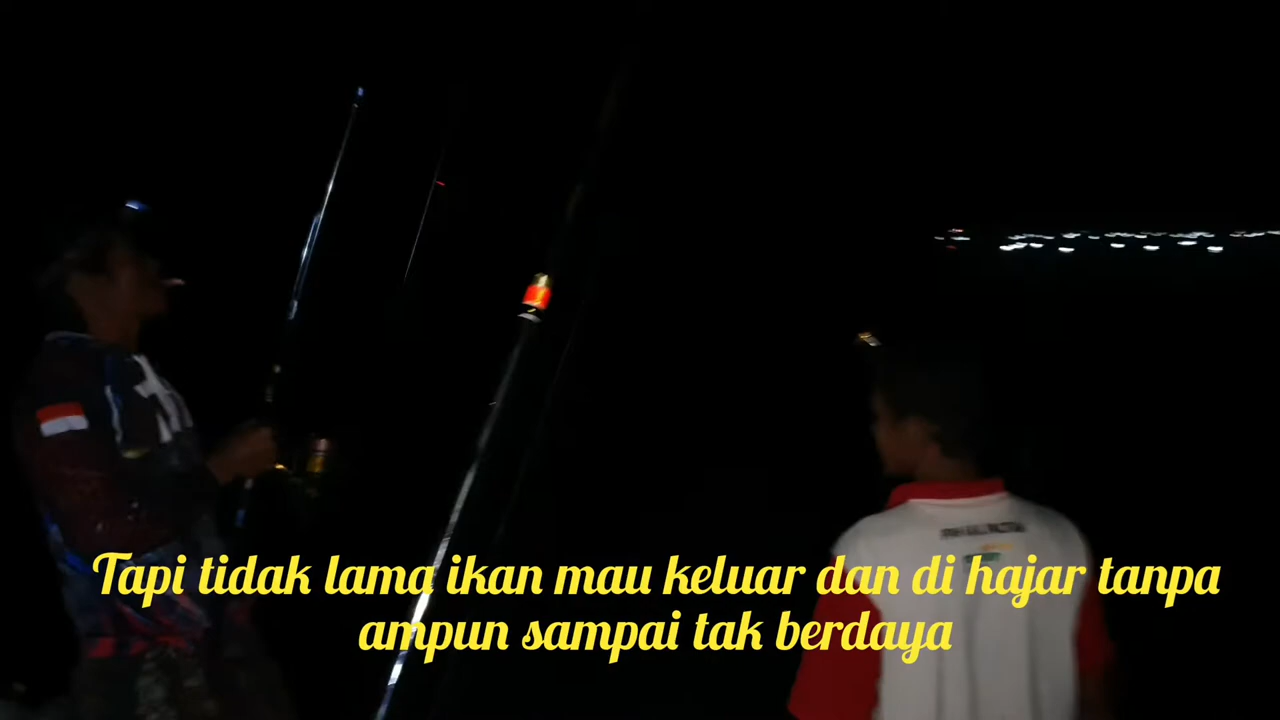 Tapi tidak lama ikan mau keluar dan di hajar tanpa
ampun sampai tak berdaya